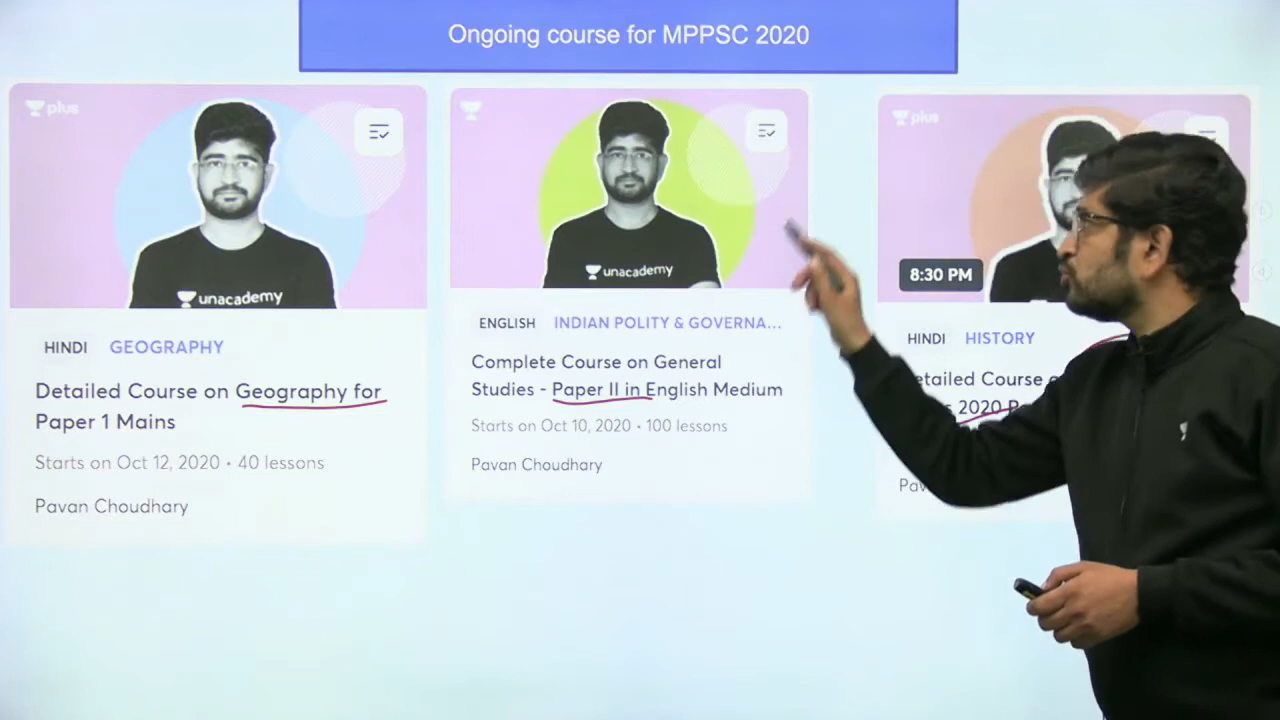 Ongoing course for MPPSC 2020
plus
unacademy
HINDI GEOGRAPHY
Detailed Course on Geography for
Paper 1 Mains
Starts on Oct 12, 2020 • 40 lessons
Pavan Choudhary
unacademy
ENGLISH INDIAN POLITY & GOVERNA...
Complete Course on General
Studies - Paper II in English Medium
Starts on Oct 10, 2020 • 100 lessons
Pavan Choudhary
plus
8:30 PM
HINDI HISTORY
Detailed Course
2020